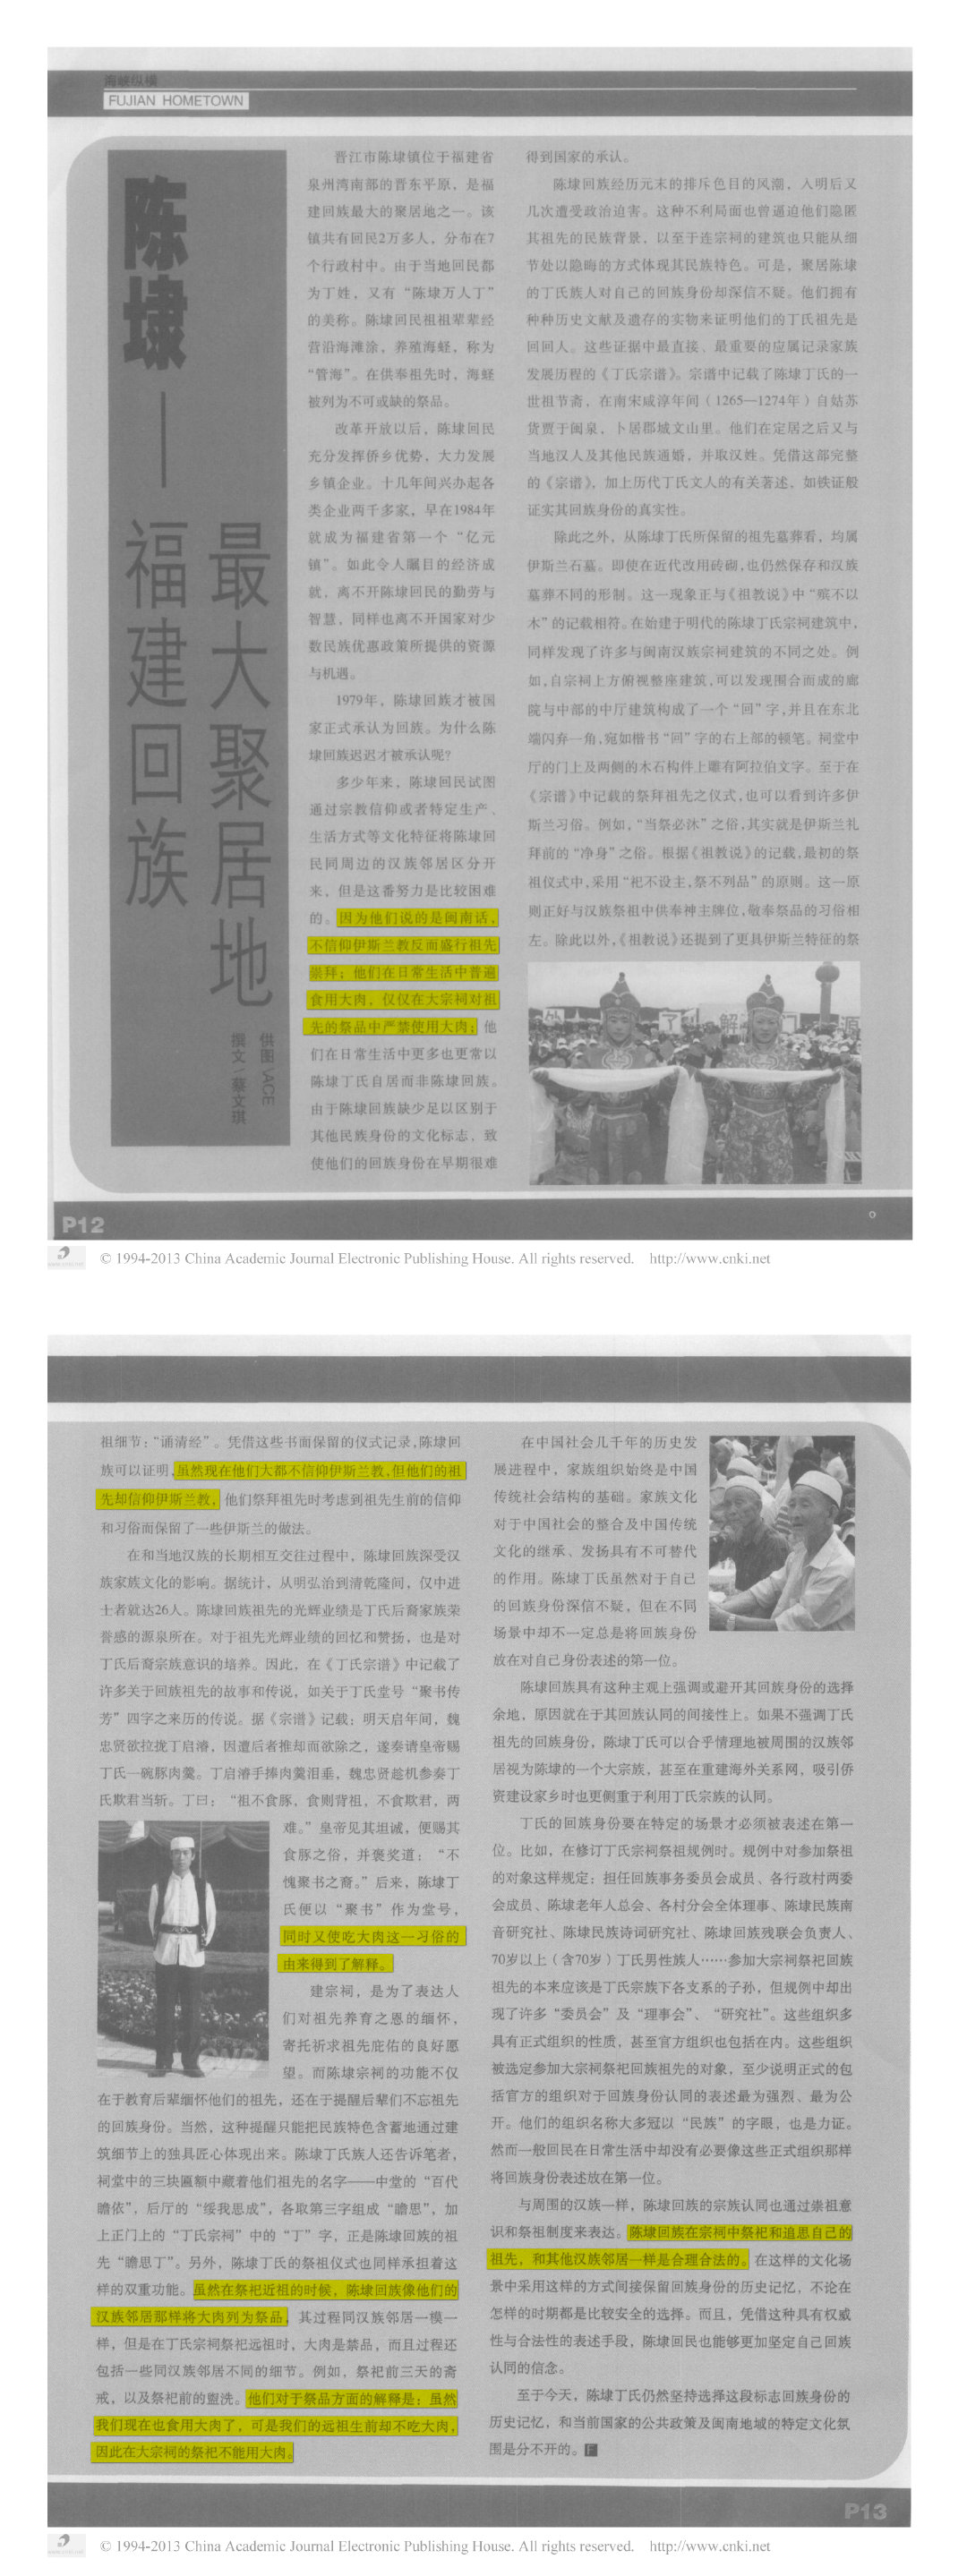 海峡纵横
FUJIAN HOMETOWN
陈埭——
福建回族
最大聚居地
撰文\蔡文琪
供图\ACE
晋江市陈埭镇位于福建省
泉州湾南部的晋东平原，是福
建回族最大的聚居地之一。该
镇共有回民2万多人，分布在7
个行政村中。由于当地回民都
为丁姓，又有“陈埭万人丁”
的美称。陈埭回民祖祖辈辈经
营沿海滩涂，养殖海蛏，称为
“管海”。在供奉祖先时，海蛏
被列为不可或缺的祭品。
改革开放以后，陈埭回民
充分发挥侨乡优势，大力发展
乡镇企业。十几年间兴办起各
类企业两千多家，早在1984年
就成为福建省第一个“亿元
镇”。如此令人瞩目的经济成
就，离不开陈埭回民的勤劳与
智慧，同样也离不开国家对少
数民族优惠政策所提供的资源
与机遇。
1979年，陈埭回族才被国
家正式承认为回族。为什么陈
埭回族迟迟才被承认呢?
多少年来，陈埭回民试图
通过宗教信仰或者特定生产、
生活方式等文化特征将陈埭回
民同周边的汉族邻居区分开
来，但是这番努力是比较困难
的。因为他们说的是闽南话，
不信仰伊斯兰教反而盛行祖先
崇拜；他们在日常生活中普遍
食用大肉，仅仅在大宗祠对祖
先的祭品中严禁使用大肉；他
们在日常生活中更多也更常以
陈埭丁氏自居而非陈埭回族。
由于陈埭回族缺少足以区别于
其他民族身份的文化标志，致
使他们的回族身份在早期很难
得到国家的承认。
陈埭回族经历元末的排斥色目的风潮，入明后又
几次遭受政治迫害。这种不利局面也曾逼迫他们隐匿
其祖先的民族背景，以至于连宗祠的建筑也只能从细
节处以隐晦的方式体现其民族特色。可是，聚居陈埭
的丁氏族人对自己的回族身份却深信不疑。他们拥有
种种历史文献及遗存的实物来证明他们的丁氏祖先是
回回人。这些证据中最直接、最重要的应属记录家族
发展历程的《丁氏宗谱》。宗谱中记载了陈埭丁氏的一
世祖节斋，在南宋咸淳年间（1265—1274年）自姑苏
货贾于闽泉，卜居郡城文山里。他们在定居之后又与
当地汉人及其他民族通婚，并取汉姓。凭借这部完整
的《宗谱》，加上历代丁氏文人的有关著述，如铁证般
证实其回族身份的真实性。
除此之外，从陈埭丁氏所保留的祖先墓葬看，均属
伊斯兰石墓。即使在近代改用砖砌，也仍然保存和汉族
墓葬不同的形制。这一现象正与《祖教说》中“殡不以
木”的记载相符。在始建于明代的陈埭丁氏宗祠建筑中，
同样发现了许多与闽南汉族宗祠建筑的不同之处。例
如，自宗祠上方俯视整座建筑，可以发现围合而成的廊
院与中部的中厅建筑构成了一个“回”字，并且在东北
端闪弃一角，宛如楷书“回”字的右上部的顿笔。祠堂中
厅的门上及两侧的木石构件上雕有阿拉伯文字。至于在
《宗谱》中记载的祭拜祖先之仪式，也可以看到许多伊
斯兰习俗。例如，“当祭必沐”之俗，其实就是伊斯兰礼
拜前的“净身”之俗。根据《祖教说》的记载，最初的祭
祖仪式中，采用“祀不设主，祭不列品”的原则。这一原
则正好与汉族祭祖中供奉神主牌位，敬奉祭品的习俗相
左。除此以外，《祖教说》还提到了更具伊斯兰特征的祭
了 解 门 源
P12
© 1994-2013 China Academic Journal Electronic Publishing House. All rights reserved. http://www.cnki.net
祖细节：“诵清经”。凭借这些书面保留的仪式记录，陈埭回
族可以证明，虽然现在他们大都不信仰伊斯兰教，但他们的祖
先却信仰伊斯兰教，他们祭拜祖先时考虑到祖先生前的信仰
和习俗而保留了一些伊斯兰的做法。
在和当地汉族的长期相互交往过程中，陈埭回族深受汉
族家族文化的影响。据统计，从明弘治到清乾隆间，仅中进
士者就达26人。陈埭回族祖先的光辉业绩是丁氏后裔家族荣
誉感的源泉所在。对于祖先光辉业绩的回忆和赞扬，也是对
丁氏后裔宗族意识的培养。因此，在《丁氏宗谱》中记载了
许多关于回族祖先的故事和传说，如关于丁氏堂号“聚书传
芳”四字之来历的传说。据《宗谱》记载：明天启年间，魏
忠贤欲拉拢丁启濬，因遭后者推却而欲除之，遂奏请皇帝赐
丁氏一碗豚肉羹。丁启濬手捧肉羹泪垂，魏忠贤趁机参奏丁
氏欺君当斩。丁曰：“祖不食豚，食则背祖，不食欺君，两
难。”皇帝见其坦诚，便赐其
食豚之俗，并褒奖道：“不
愧聚书之裔。”后来，陈埭丁
氏便以“聚书”作为堂号，
同时又使吃大肉这一习俗的
由来得到了解释。
建宗祠，是为了表达人
们对祖先养育之恩的缅怀，
寄托祈求祖先庇佑的良好愿
望。而陈埭宗祠的功能不仅
在于教育后辈缅怀他们的祖先，还在于提醒后辈们不忘祖先
的回族身份。当然，这种提醒只能把民族特色含蓄地通过建
筑细节上的独具匠心体现出来。陈埭丁氏族人还告诉笔者，
祠堂中的三块匾额中藏着他们祖先的名字——中堂的“百代
瞻依”，后厅的“绥我思成”，各取第三字组成“瞻思”，加
上正门上的“丁氏宗祠”中的“丁”字，正是陈埭回族的祖
先“瞻思丁”。另外，陈埭丁氏的祭祖仪式也同样承担着这
样的双重功能。虽然在祭祀近祖的时候，陈埭回族像他们的
汉族邻居那样将大肉列为祭品，其过程同汉族邻居一模一
样，但是在丁氏宗祠祭祀远祖时，大肉是禁品，而且过程还
包括一些同汉族邻居不同的细节。例如，祭祀前三天的斋
戒，以及祭祀前的盥洗。他们对于祭品方面的解释是：虽然
我们现在也食用大肉了，可是我们的远祖生前却不吃大肉，
因此在大宗祠的祭祀不能用大肉。
在中国社会几千年的历史发
展进程中，家族组织始终是中国
传统社会结构的基础。家族文化
对于中国社会的整合及中国传统
文化的继承、发扬具有不可替代
的作用。陈埭丁氏虽然对于自己
的回族身份深信不疑，但在不同
场景中却不一定总是将回族身份
放在对自己身份表述的第一位。
陈埭回族具有这种主观上强调或避开其回族身份的选择
余地，原因就在于其回族认同的间接性上。如果不强调丁氏
祖先的回族身份，陈埭丁氏可以合乎情理地被周围的汉族邻
居视为陈埭的一个大宗族，甚至在重建海外关系网，吸引侨
资建设家乡时也更侧重于利用丁氏宗族的认同。
丁氏的回族身份要在特定的场景才必须被表述在第一
位。比如，在修订丁氏宗祠祭祖规例时。规例中对参加祭祖
的对象这样规定：担任回族事务委员会成员、各行政村两委
会成员、陈埭老年人总会、各村分会全体理事、陈埭民族南
音研究社、陈埭民族诗词研究社、陈埭回族残联会负责人、
70岁以上（含70岁）丁氏男性族人……参加大宗祠祭祀回族
祖先的本来应该是丁氏宗族下各支系的子孙，但规例中却出
现了许多“委员会”及“理事会”、“研究社”。这些组织多
具有正式组织的性质，甚至官方组织也包括在内。这些组织
被选定参加大宗祠祭祀回族祖先的对象，至少说明正式的包
括官方的组织对于回族身份认同的表述最为强烈、最为公
开。他们的组织名称大多冠以“民族”的字眼，也是力证。
然而一般回民在日常生活中却没有必要像这些正式组织那样
将回族身份表述放在第一位。
与周围的汉族一样，陈埭回族的宗族认同也通过崇祖意
识和祭祖制度来表达。陈埭回族在宗祠中祭祀和追思自己的
祖先，和其他汉族邻居一样是合理合法的。在这样的文化场
景中采用这样的方式间接保留回族身份的历史记忆，不论在
怎样的时期都是比较安全的选择。而且，凭借这种具有权威
性与合法性的表述手段，陈埭回民也能够更加坚定自己回族
认同的信念。
至于今天，陈埭丁氏仍然坚持选择这段标志回族身份的
历史记忆，和当前国家的公共政策及闽南地域的特定文化氛
围是分不开的。F
P13
© 1994-2013 China Academic Journal Electronic Publishing House. All rights reserved. http://www.cnki.net